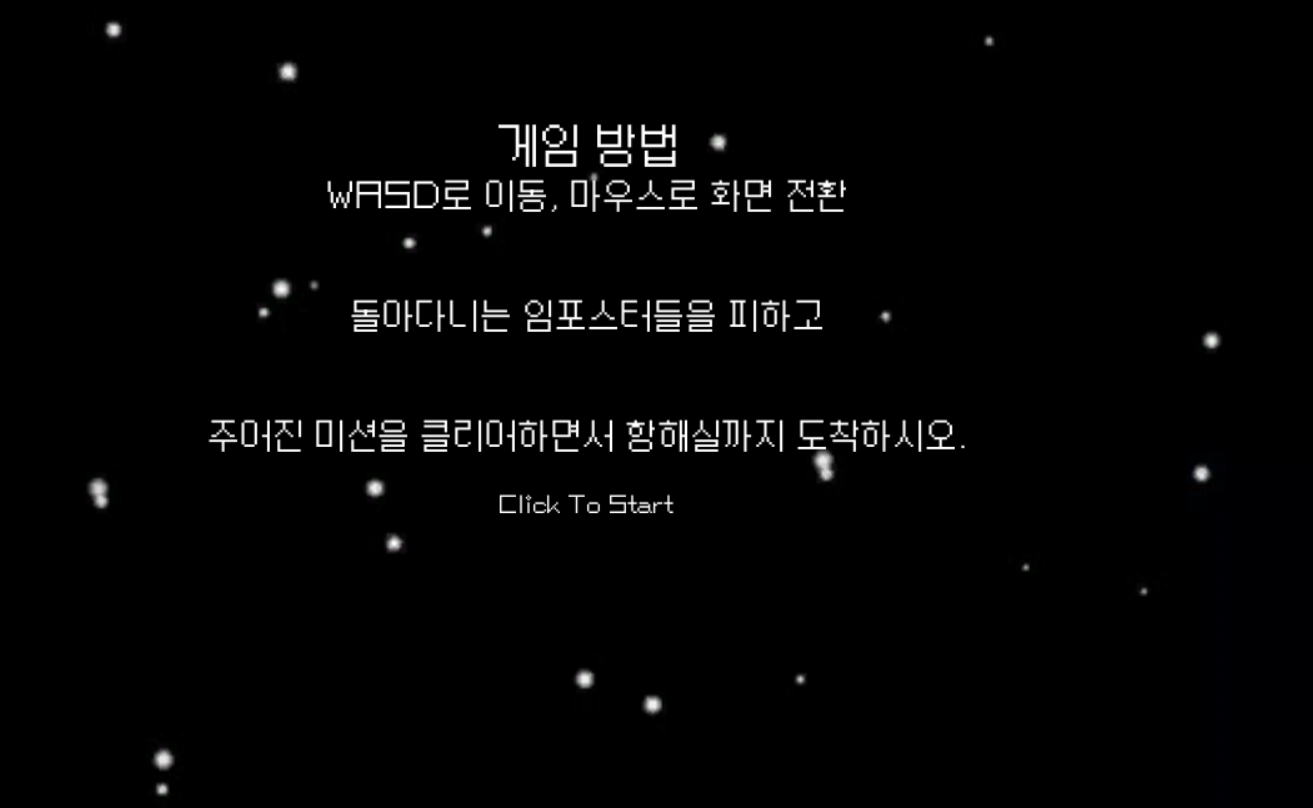 게임 방법
WASD로 이동, 마우스로 화면 전환
돌아다니는 임포스터들을 피하고
주어진 미션을 클리어하면서 항해실까지 도착하시오.
Click To Start